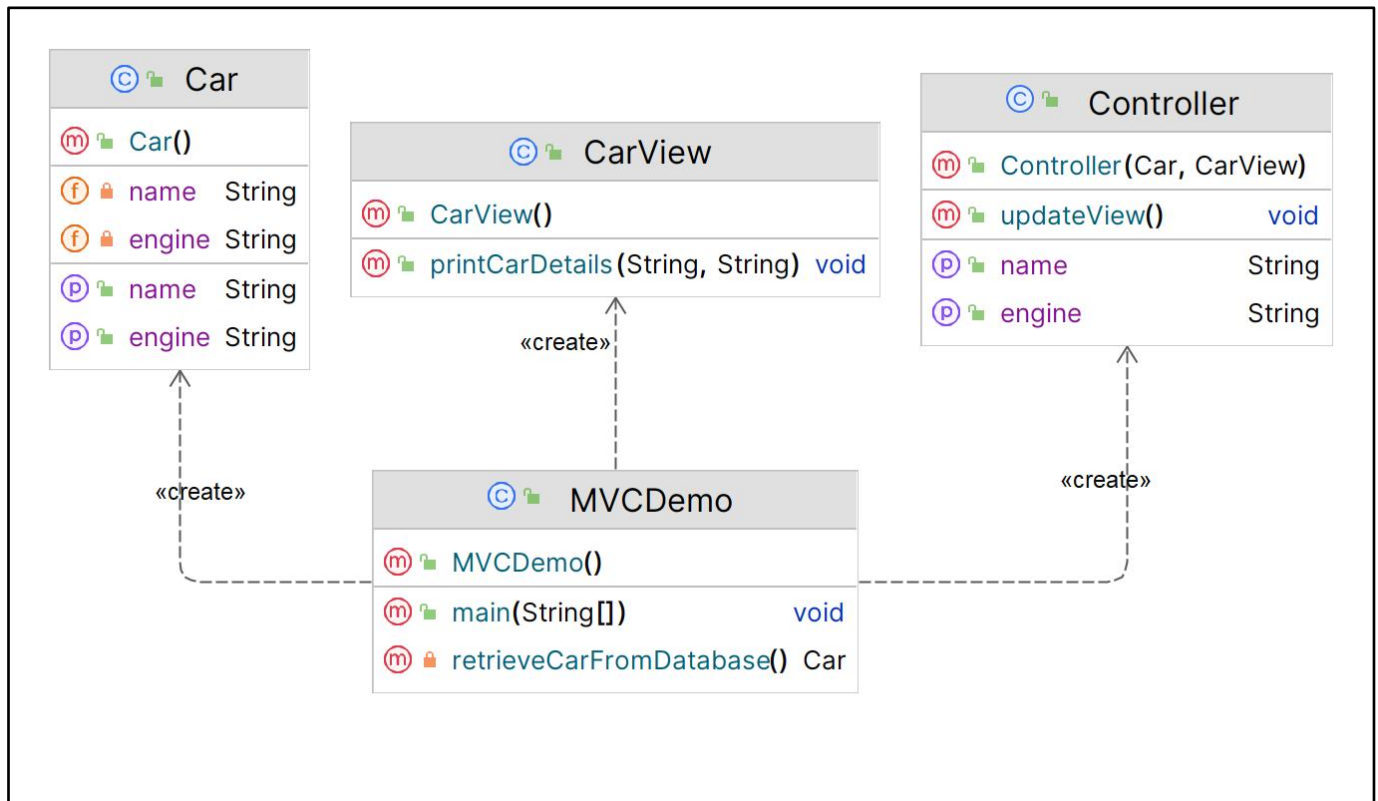 Car
Car()
name String
engine String
name String
engine String
CarView
CarView()
printCarDetails(String, String) void
Controller
Controller(Car, CarView)
updateView() void
name String
engine String
«create»
«create»
«create»
MVCDemo
MVCDemo()
main(String[]) void
retrieveCarFromDatabase() Car